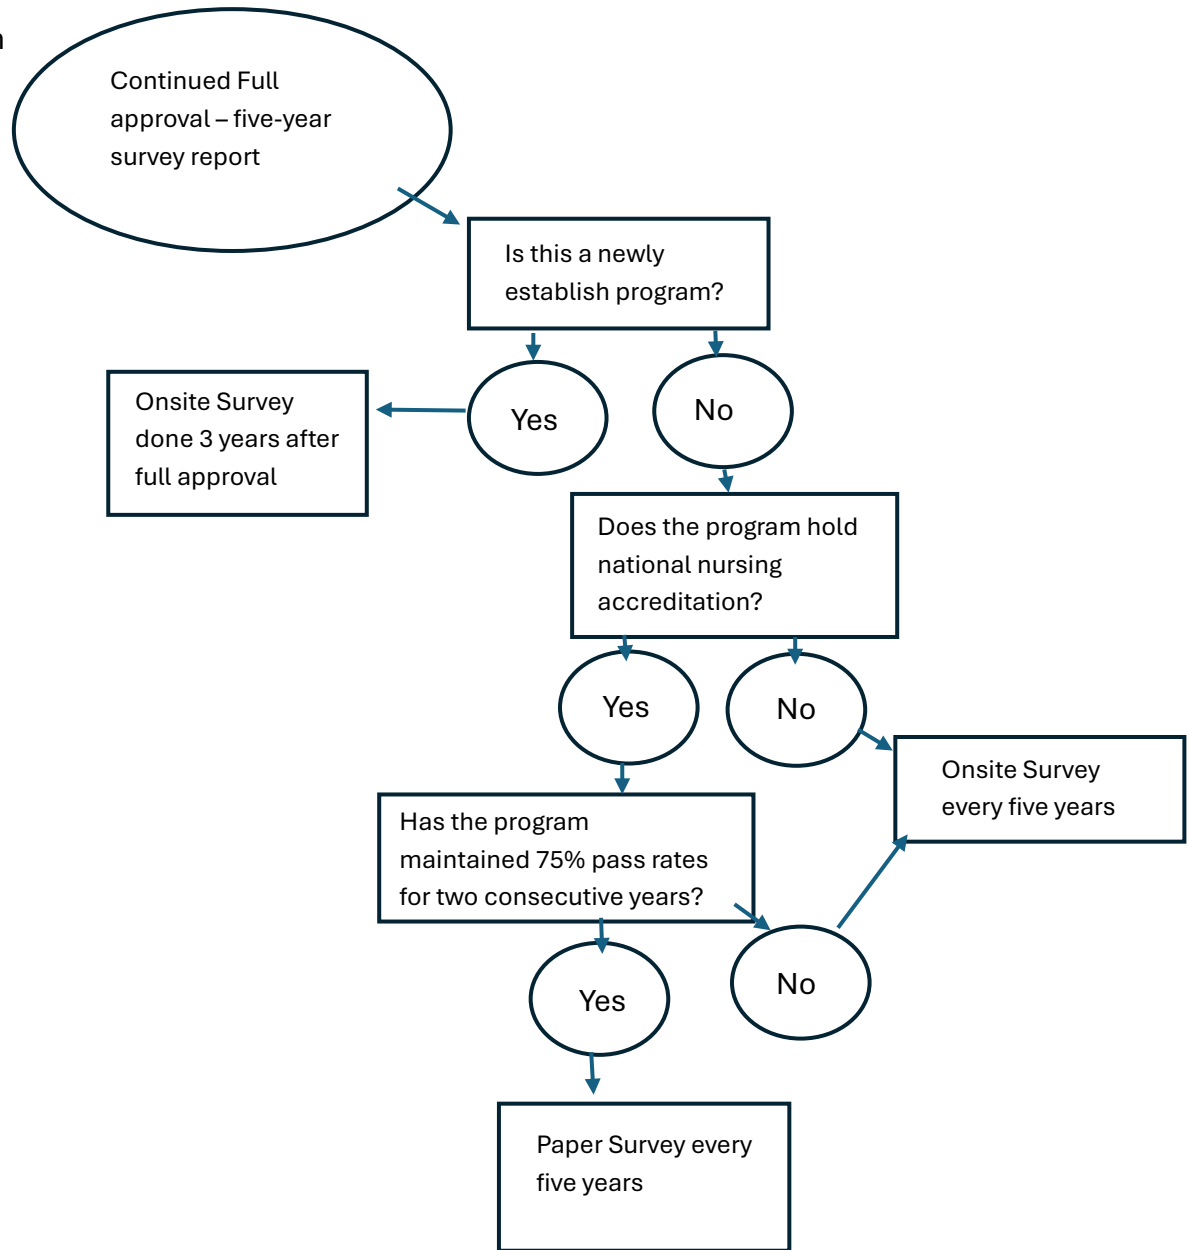 Continued Full
approval – five-year
survey report
Is this a newly
establish program?
Yes
No
Onsite Survey
done 3 years after
full approval
Does the program hold
national nursing
accreditation?
Yes
No
Onsite Survey
every five years
Has the program
maintained 75% pass rates
for two consecutive years?
Yes
No
Paper Survey every
five years